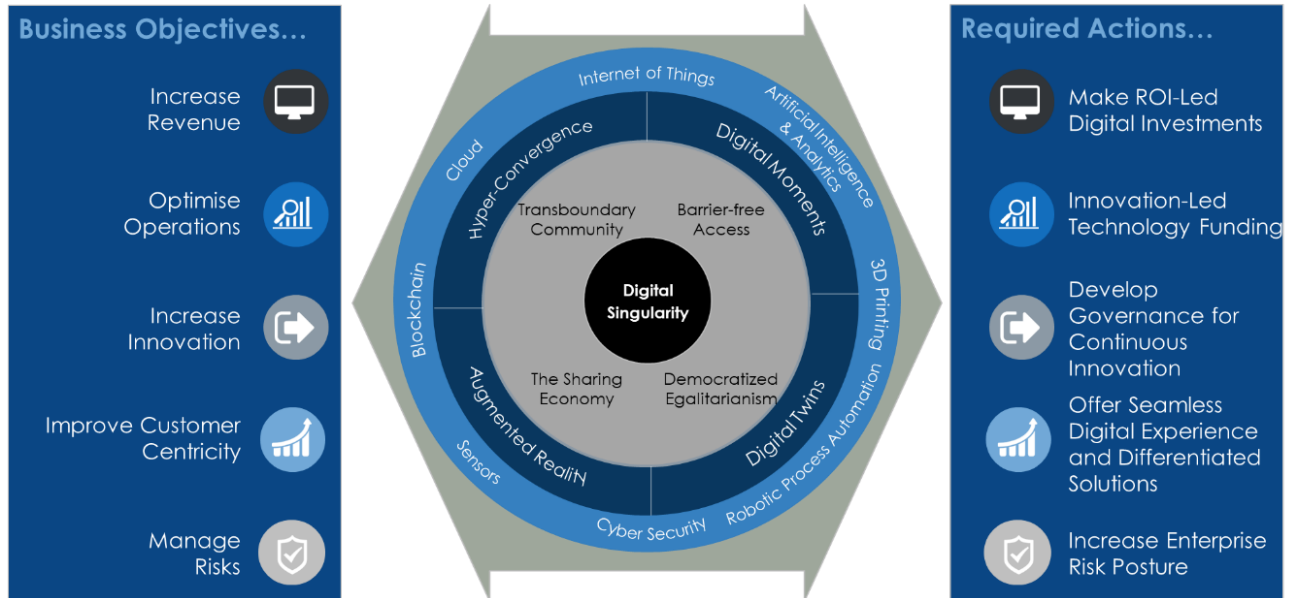 Business Objectives...
Increase
Revenue
Optimise
Operations
Increase
Innovation
Improve Customer
Centricity
Manage
Risks
Internet of Things
Artificial Intelligence
& Analytics
3D Printing
Robotic Process Automation
Cyber Security
Sensors
Blockchain
Cloud
Hyper-Convergence
Digital Moments
Digital Twins
Augmented Reality
Transboundary
Community
Barrier-free
Access
Digital
Singularity
The Sharing
Economy
Democratized
Egalitarianism
Required Actions...
Make ROI-Led
Digital Investments
Innovation-Led
Technology Funding
Develop
Governance for
Continuous
Innovation
Offer Seamless
Digital Experience
and Differentiated
Solutions
Increase Enterprise
Risk Posture